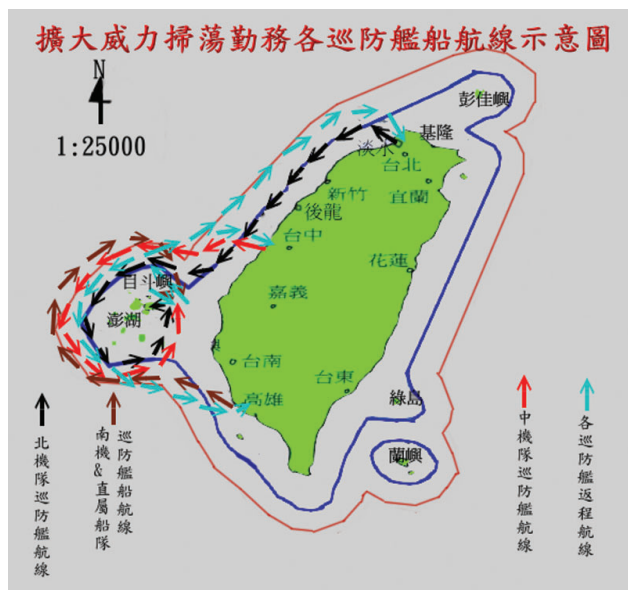 擴大威力掃蕩勤務各巡防艦船航線示意圖
N
1:25000
彭佳嶼
基隆
淡水
台北
新竹
宜蘭
後龍
台中
花蓮
目斗嶼
嘉義
澎湖
台南
台東
高雄
綠島
蘭嶼
北機隊巡防艦航線
南機&直屬船隊
巡防艦船航線
中機隊巡防艦航線
各巡防艦返程航線